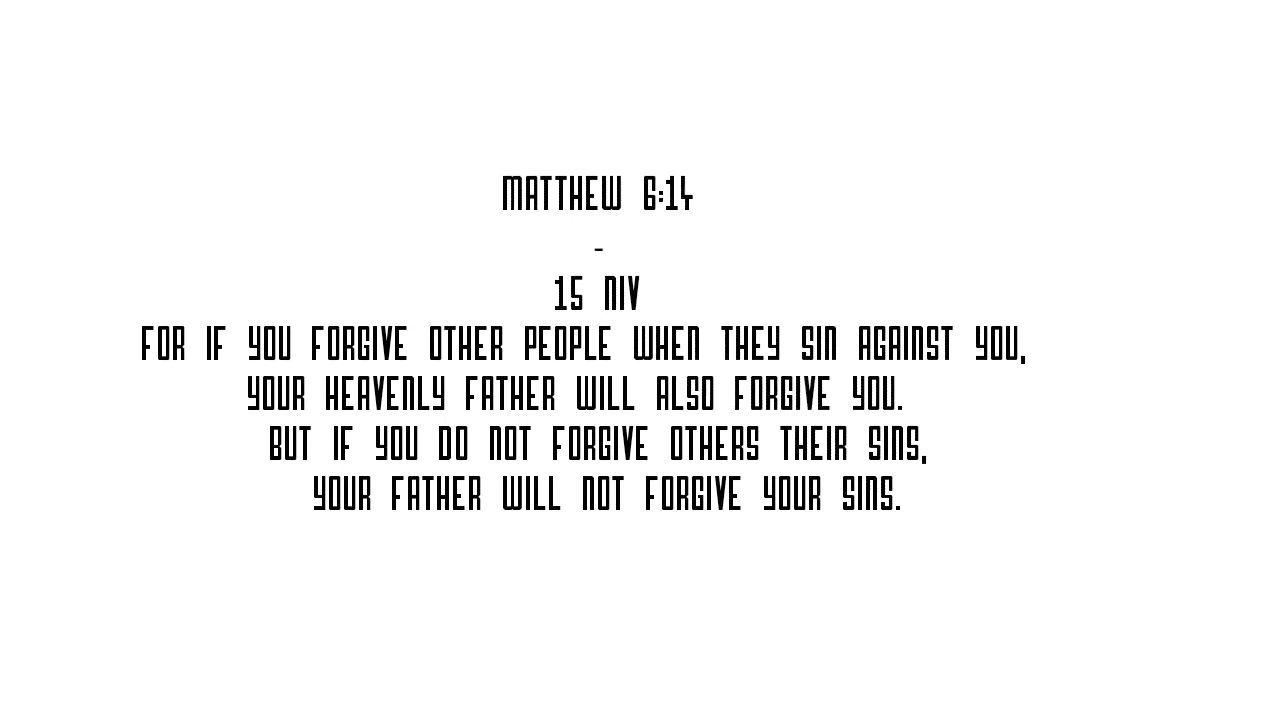 MATTHEW 6:14
-
15 NIV
FOR IF YOU FORGIVE OTHER PEOPLE WHEN THEY SIN AGAINST YOU,
YOUR HEAVENLY FATHER WILL ALSO FORGIVE YOU.
BUT IF YOU DO NOT FORGIVE OTHERS THEIR SINS,
YOUR FATHER WILL NOT FORGIVE YOUR SINS.